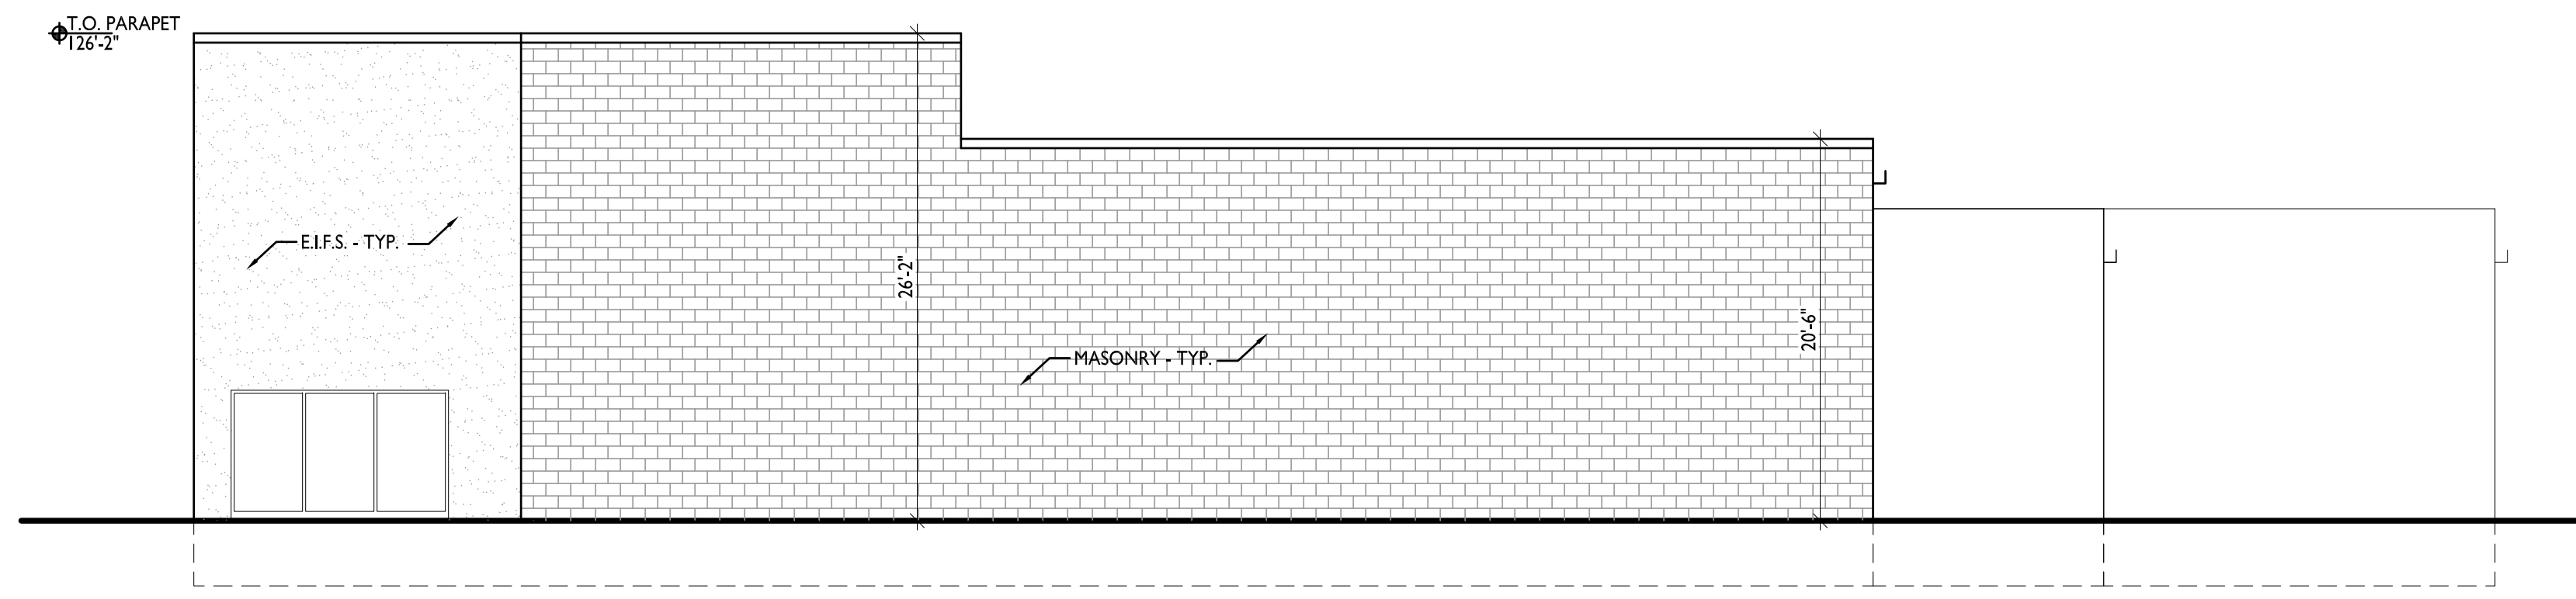 T.O. PARAPET
126'-2"
E.I.F.S. - TYP.
26'-2"
MASONRY - TYP.
20'-6"